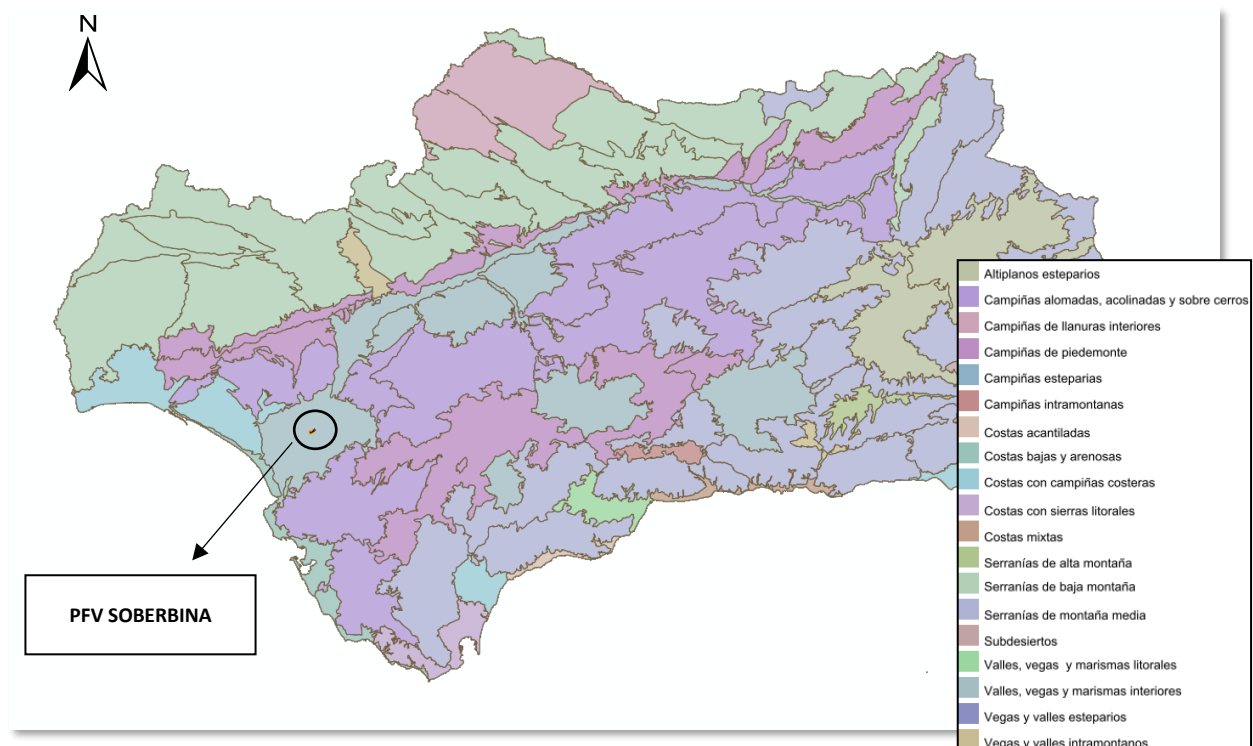 N
Altiplanos esteparios
Campiñas alomadas, acolinadas y sobre cerros
Campiñas de llanuras interiores
Campiñas de piedemonte
Campiñas esteparias
Campiñas intramontanas
Costas acantiladas
Costas bajas y arenosas
Costas con campiñas costeras
Costas con sierras litorales
Costas mixtas
Serranías de alta montaña
Serranías de baja montaña
Serranías de montaña media
Subdesiertos
Valles, vegas y marismas litorales
Valles, vegas y marismas interiores
Vegas y valles esteparios
Vegas y valles intramontanos
PFV SOBERBINA